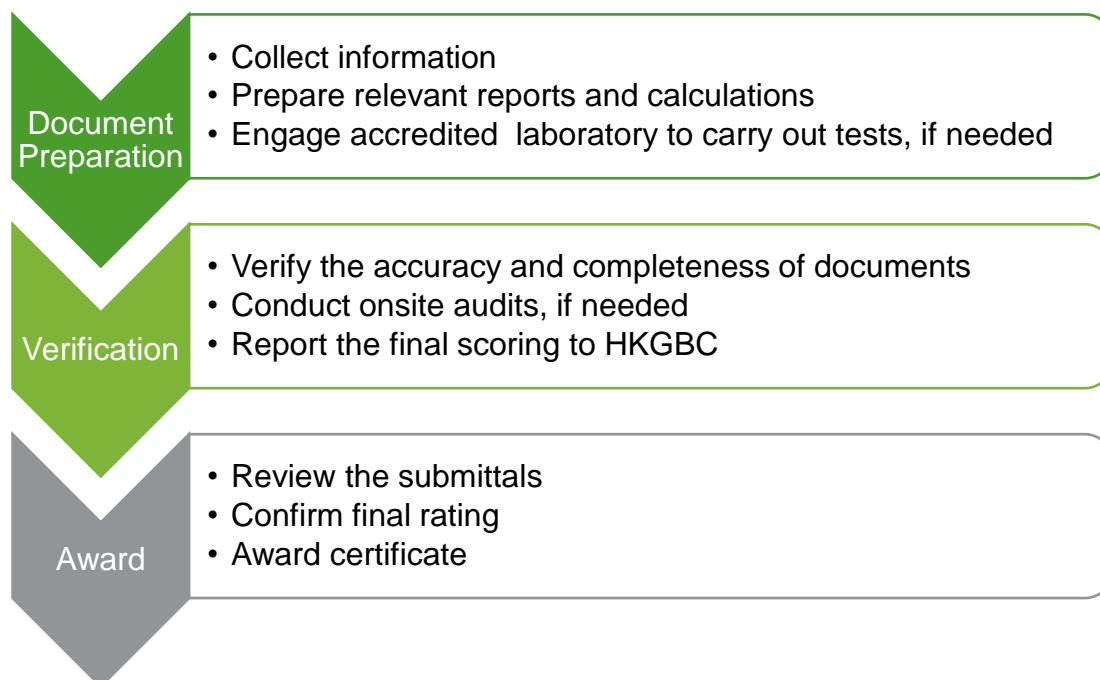 Document
Preparation
• Collect information
• Prepare relevant reports and calculations
• Engage accredited  laboratory to carry out tests, if needed
Verification
• Verify the accuracy and completeness of documents
• Conduct onsite audits, if needed
• Report the final scoring to HKGBC
Award
• Review the submittals
• Confirm final rating
• Award certificate